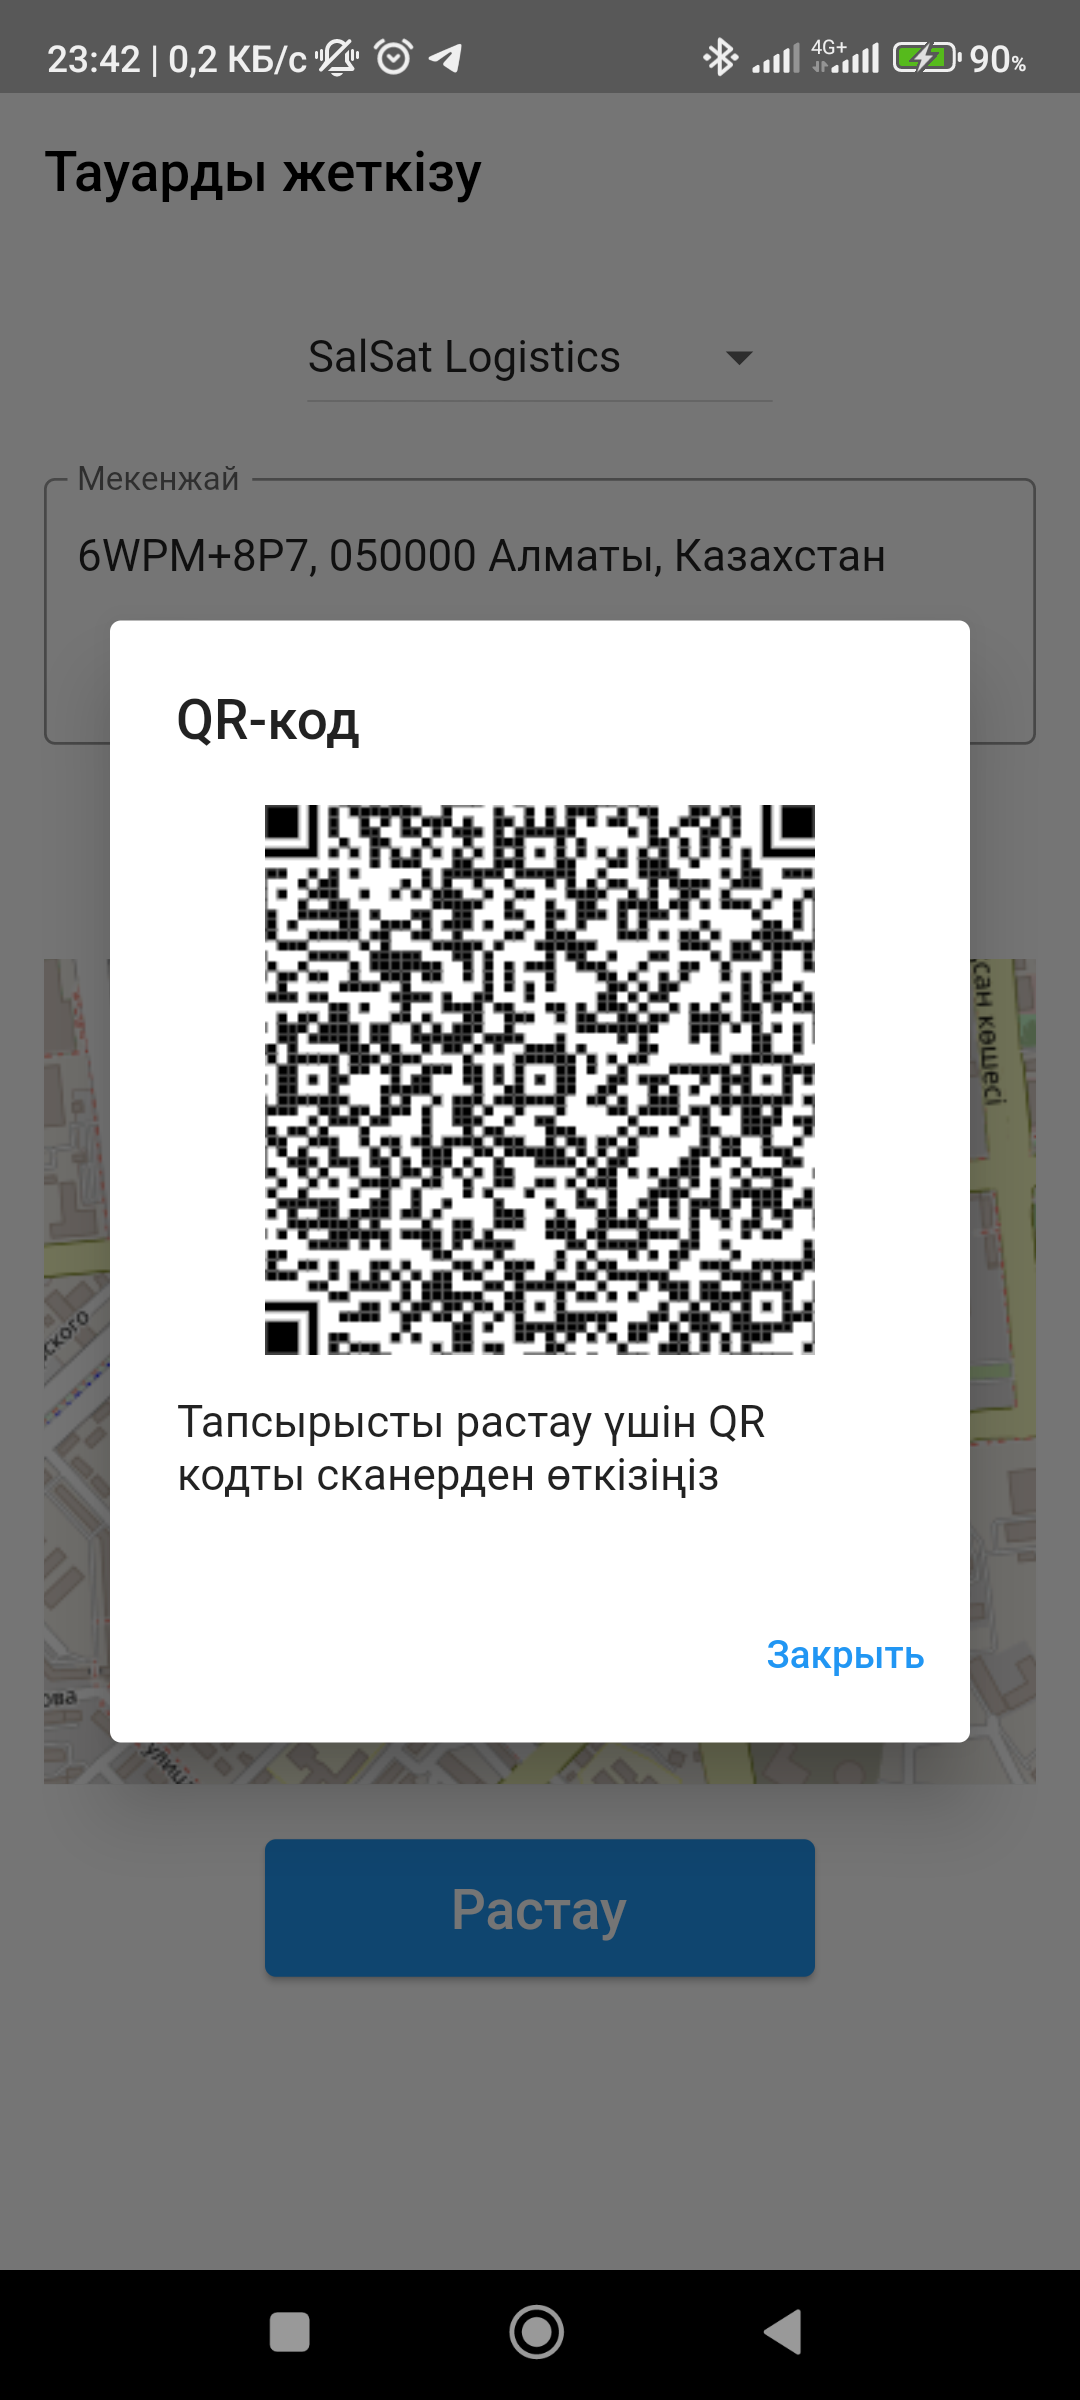 23:42 | 0,2 КБ/с 4G+ 90%
Тауарды жеткізу
SalSat Logistics
Мекенжай
6WPM+8P7, 050000 Алматы, Казахстан
QR-код
сан көшесі
ского
Тапсырысты растау үшін QR
кодты сканерден өткізіңіз
Закрыть
ова
улиц
Растау